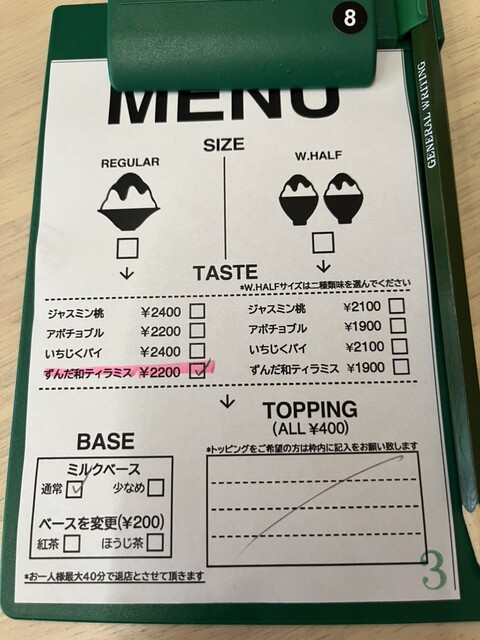 8
GENERAL WRITING
MENU
SIZE
REGULAR
W.HALF
TASTE
*W.HALFサイズは二種類味を選んでください
ジャスミン桃 ¥2400
アボチョブル ¥2200
いちじくパイ ¥2400
ずんだ和ティラミス ¥2200
ジャスミン桃 ¥2100
アボチョブル ¥1900
いちじくパイ ¥2100
ずんだ和ティラミス ¥1900
TOPPING
(ALL ¥400)
*トッピングをご希望の方は枠内に記入をお願い致します
BASE
ミルクベース
通常 少なめ
ベースを変更(¥200)
紅茶 ほうじ茶
*お一人様最大40分で退店とさせて頂きます
3